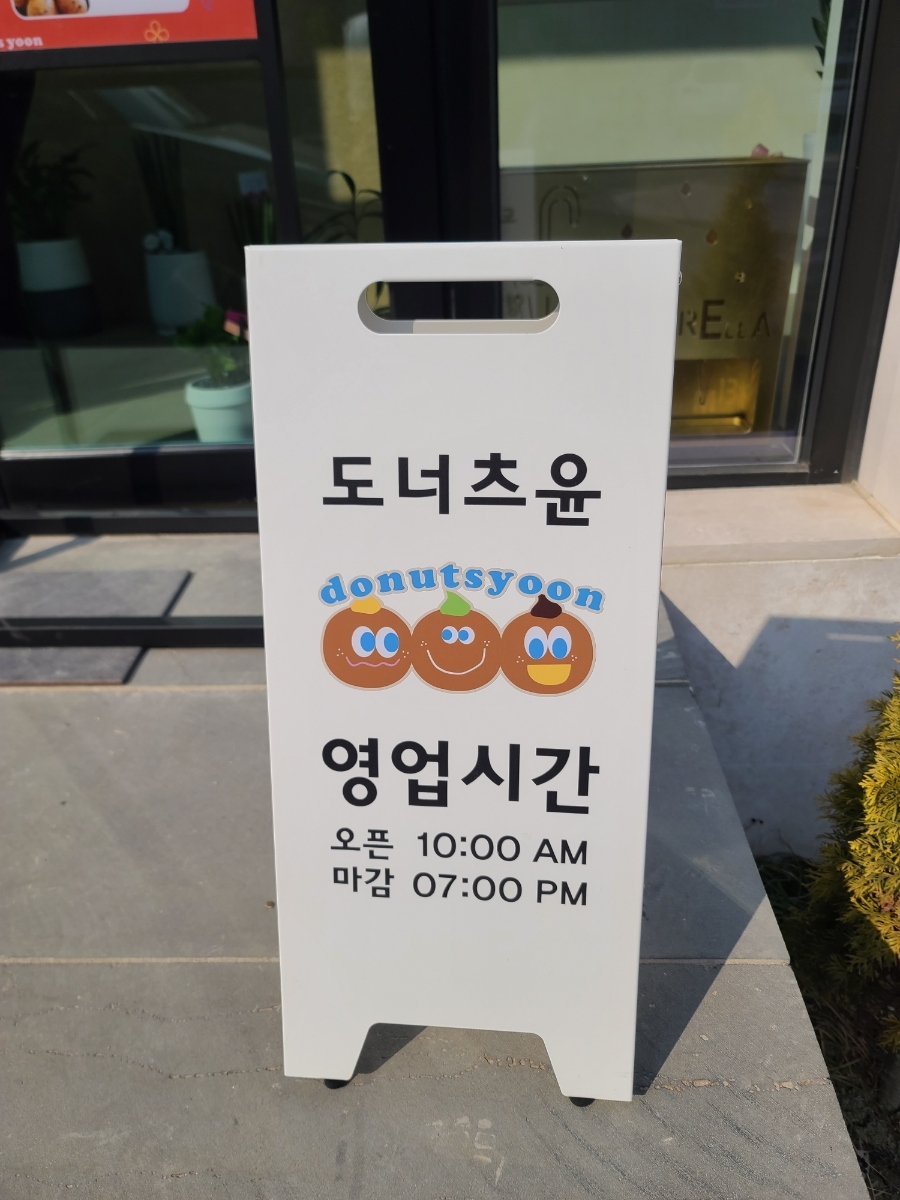 s yoon
도너츠윤
donutsyoon
영업시간
오픈 10:00 AM
마감 07:00 PM